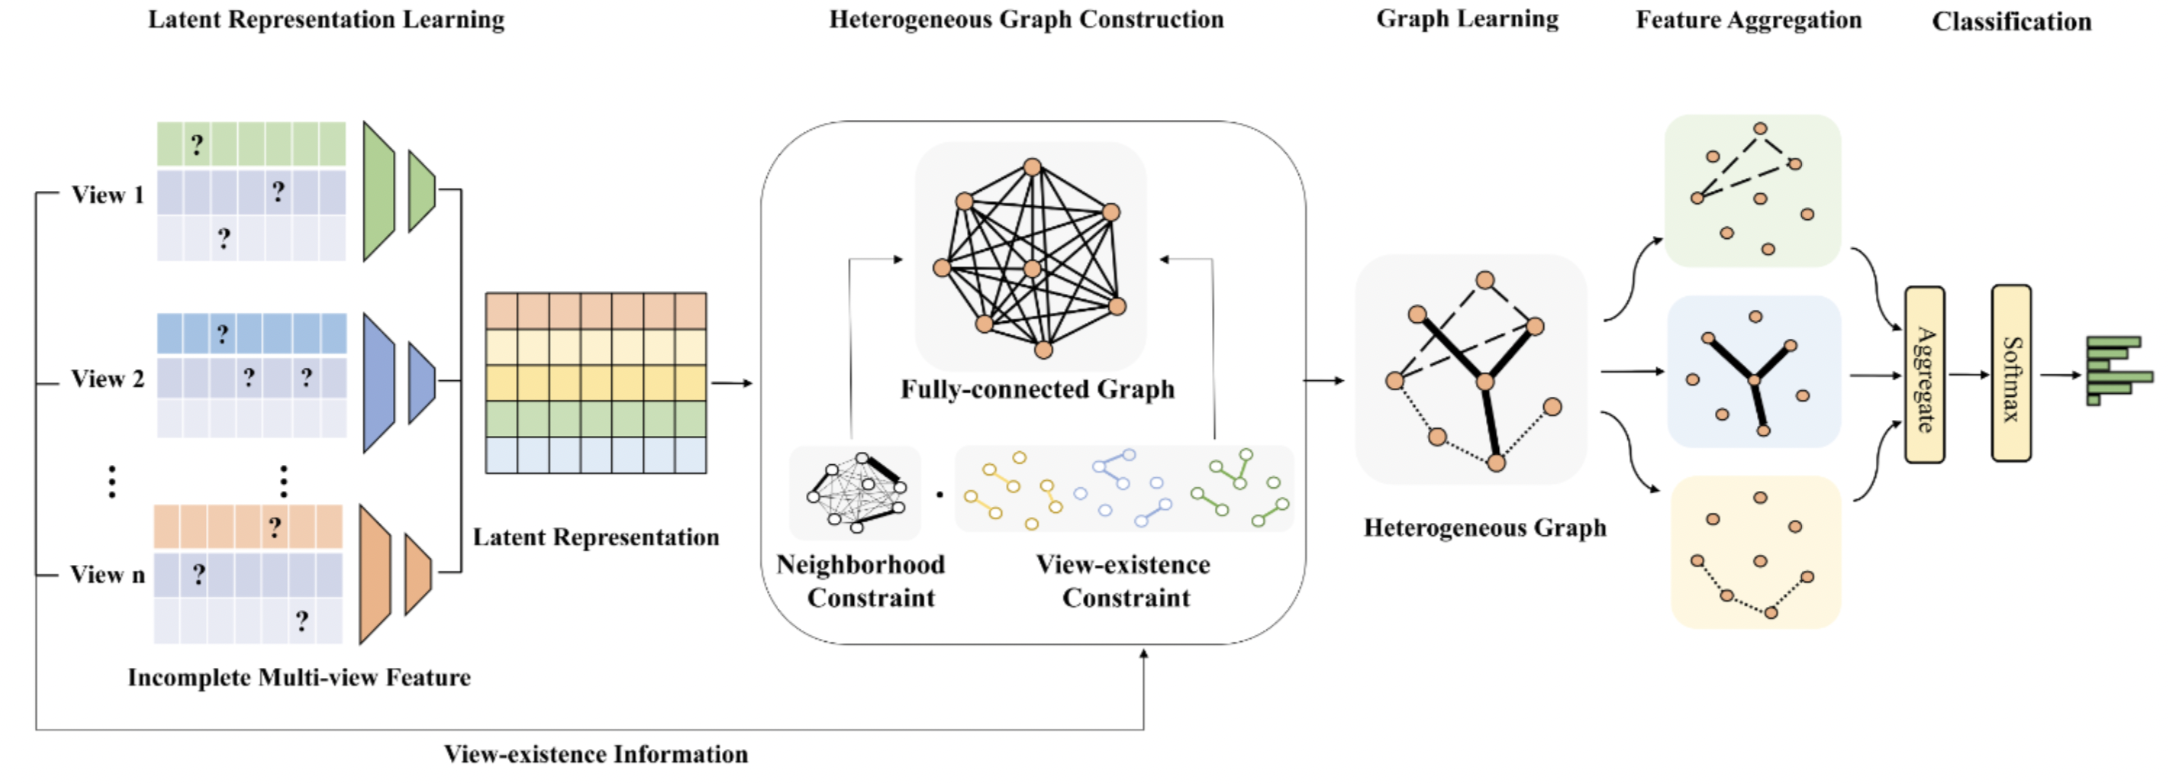 Latent Representation Learning
Heterogeneous Graph Construction
Graph Learning
Feature Aggregation
Classification
View 1
?
?
?
View 2
?
?
?
View n
?
?
?
Incomplete Multi-view Feature
Latent Representation
Fully-connected Graph
Neighborhood
Constraint
View-existence
Constraint
View-existence Information
Heterogeneous Graph
Aggregate
Softmax